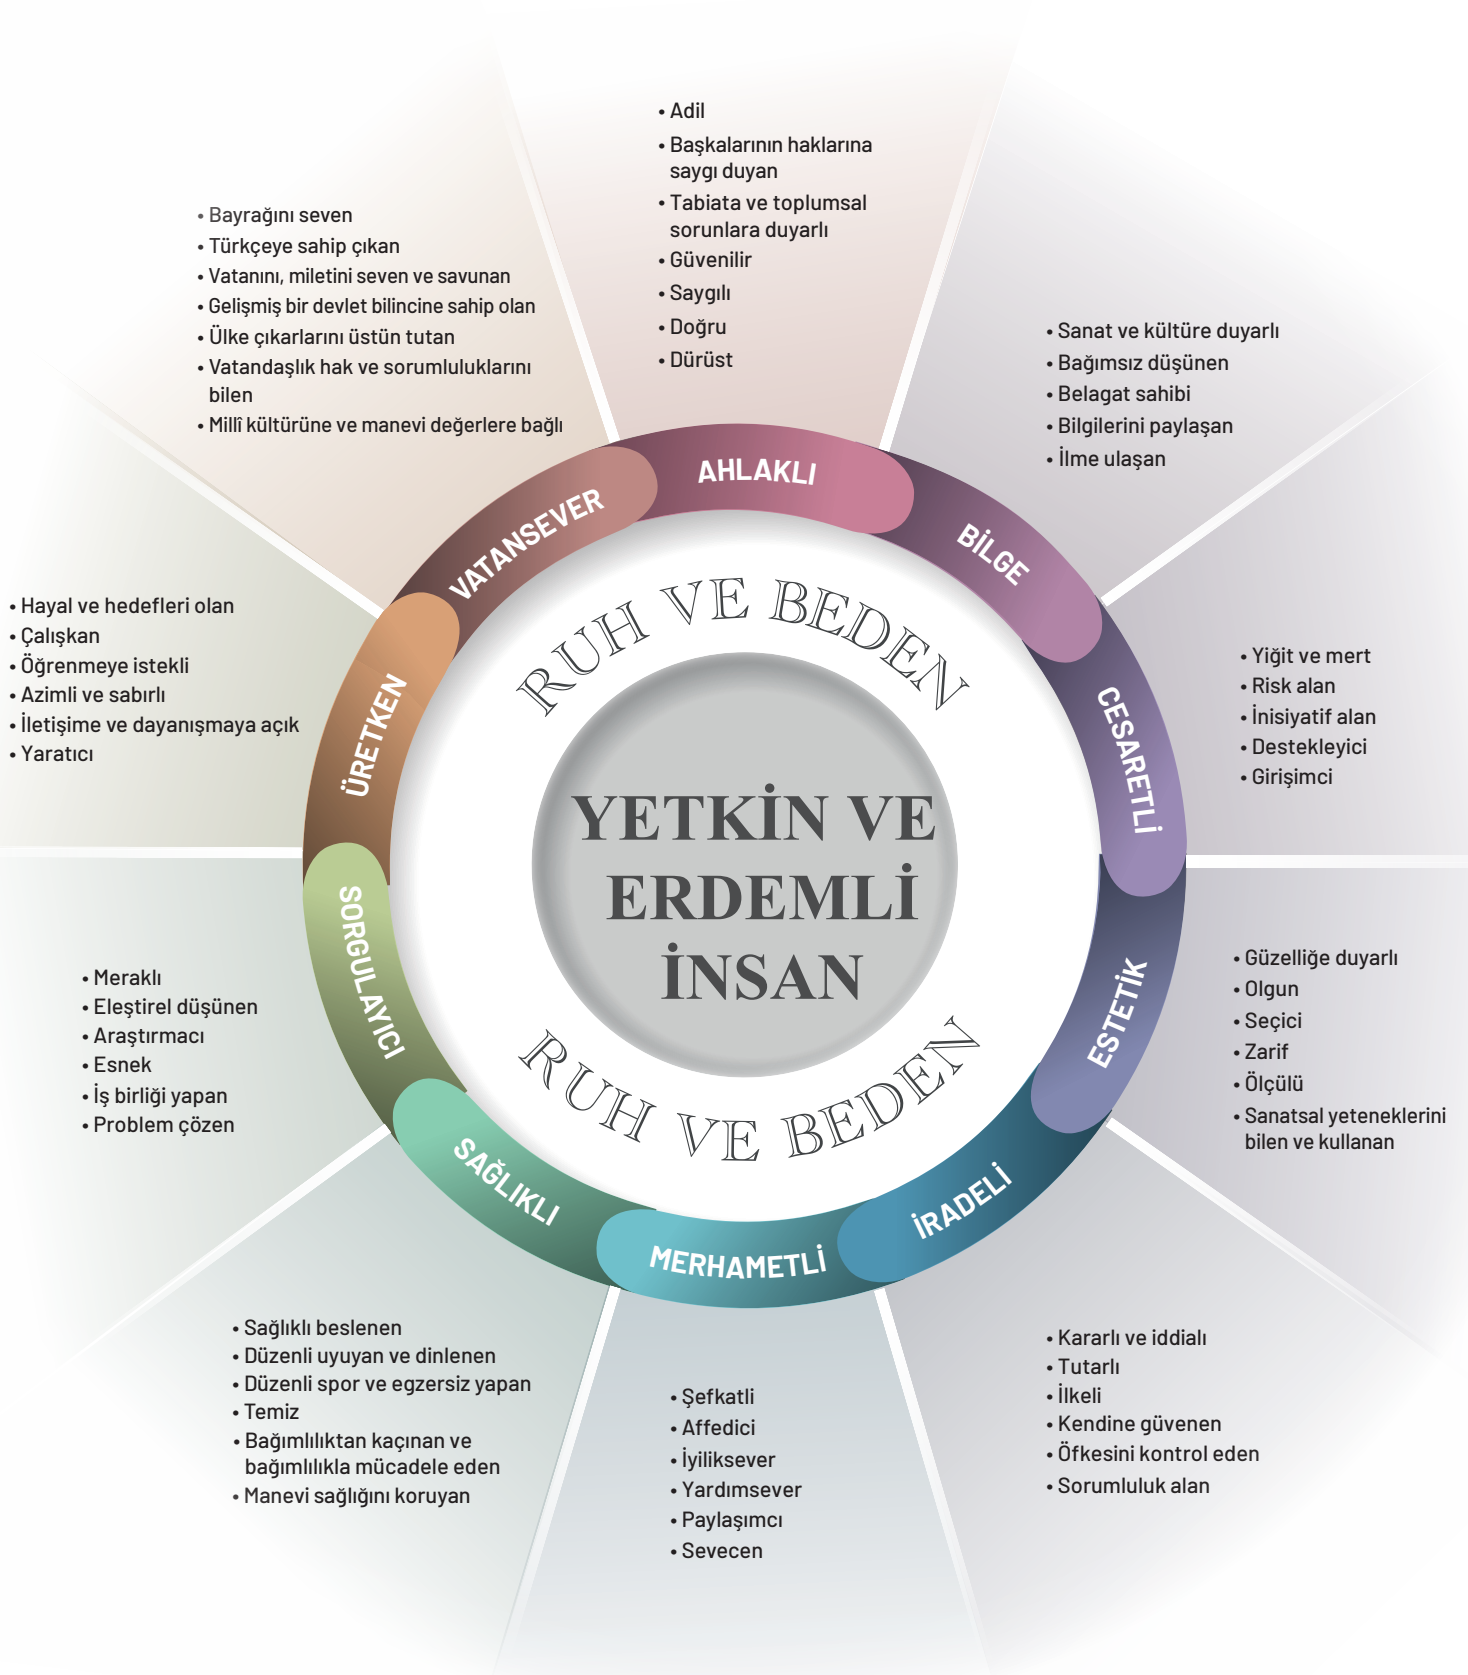 • Adil
• Başkalarının haklarına
saygı duyan
• Tabiata ve toplumsal
sorunlara duyarlı
• Güvenilir
• Saygılı
• Doğru
• Dürüst
• Bayrağını seven
• Türkçeye sahip çıkan
• Vatanını, miletini seven ve savunan
• Gelişmiş bir devlet bilincine sahip olan
• Ülke çıkarlarını üstün tutan
• Vatandaşlık hak ve sorumluluklarını
bilen
• Millî kültürüne ve manevi değerlere bağlı
• Sanat ve kültüre duyarlı
• Bağımsız düşünen
• Belagat sahibi
• Bilgilerini paylaşan
• İlme ulaşan
AHLAKLI
VATANSEVER
BİLGE
RUH VE BEDEN
• Hayal ve hedefleri olan
• Çalışkan
• Öğrenmeye istekli
• Azimli ve sabırlı
• İletişime ve dayanışmaya açık
• Yaratıcı
ÜRETKEN
CESARETLİ
• Yiğit ve mert
• Risk alan
• İnisiyatif alan
• Destekleyici
• Girişimci
YETKİN VE
ERDEMLİ
İNSAN
• Meraklı
• Eleştirel düşünen
• Araştırmacı
• Esnek
• İş birliği yapan
• Problem çözen
SORGULAYICI
ESTETİK
• Güzelliğe duyarlı
• Olgun
• Seçici
• Zarif
• Ölçülü
• Sanatsal yeteneklerini
bilen ve kullanan
RUH VE BEDEN
SAĞLIKLI
MERHAMETLİ
İRADELİ
• Sağlıklı beslenen
• Düzenli uyuyan ve dinlenen
• Düzenli spor ve egzersiz yapan
• Temiz
• Bağımlılıktan kaçınan ve
bağımlılıkla mücadele eden
• Manevi sağlığını koruyan
• Şefkatli
• Affedici
• İyiliksever
• Yardımsever
• Paylaşımcı
• Sevecen
• Kararlı ve iddialı
• Tutarlı
• İlkeli
• Kendine güvenen
• Öfkesini kontrol eden
• Sorumluluk alan